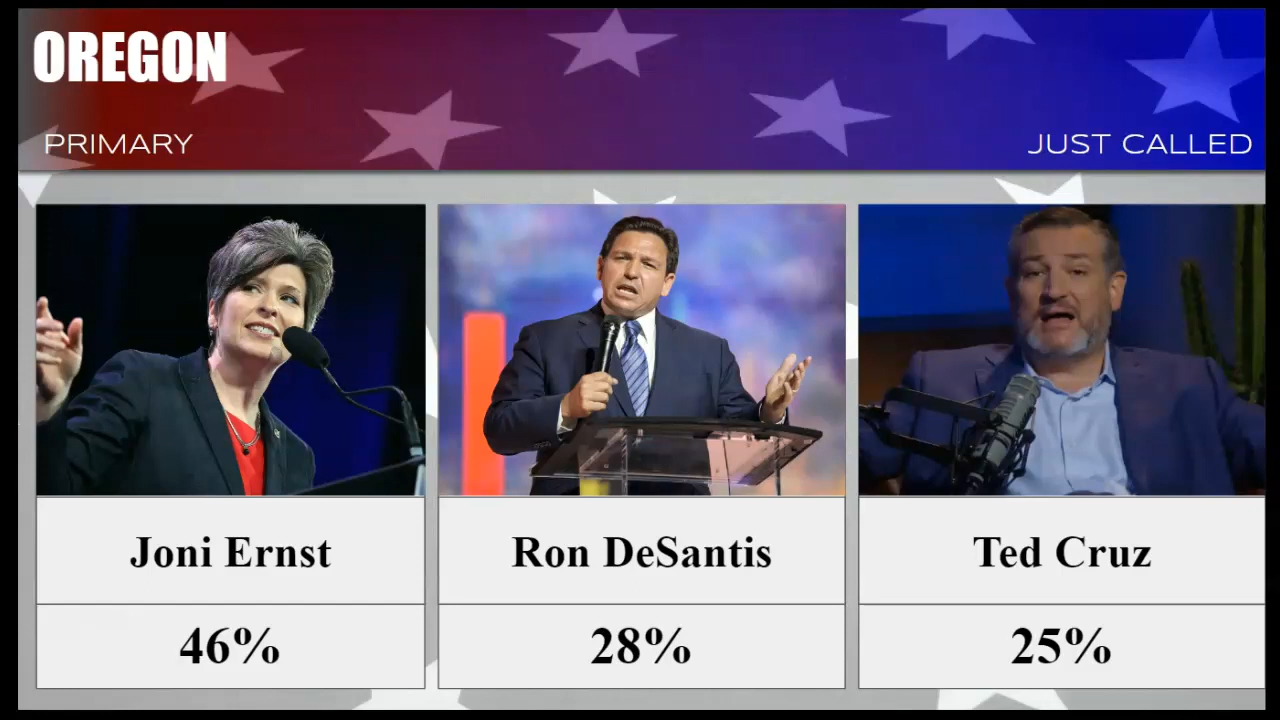 OREGON
PRIMARY
JUST CALLED
Joni Ernst
Ron DeSantis
Ted Cruz
46%
28%
25%